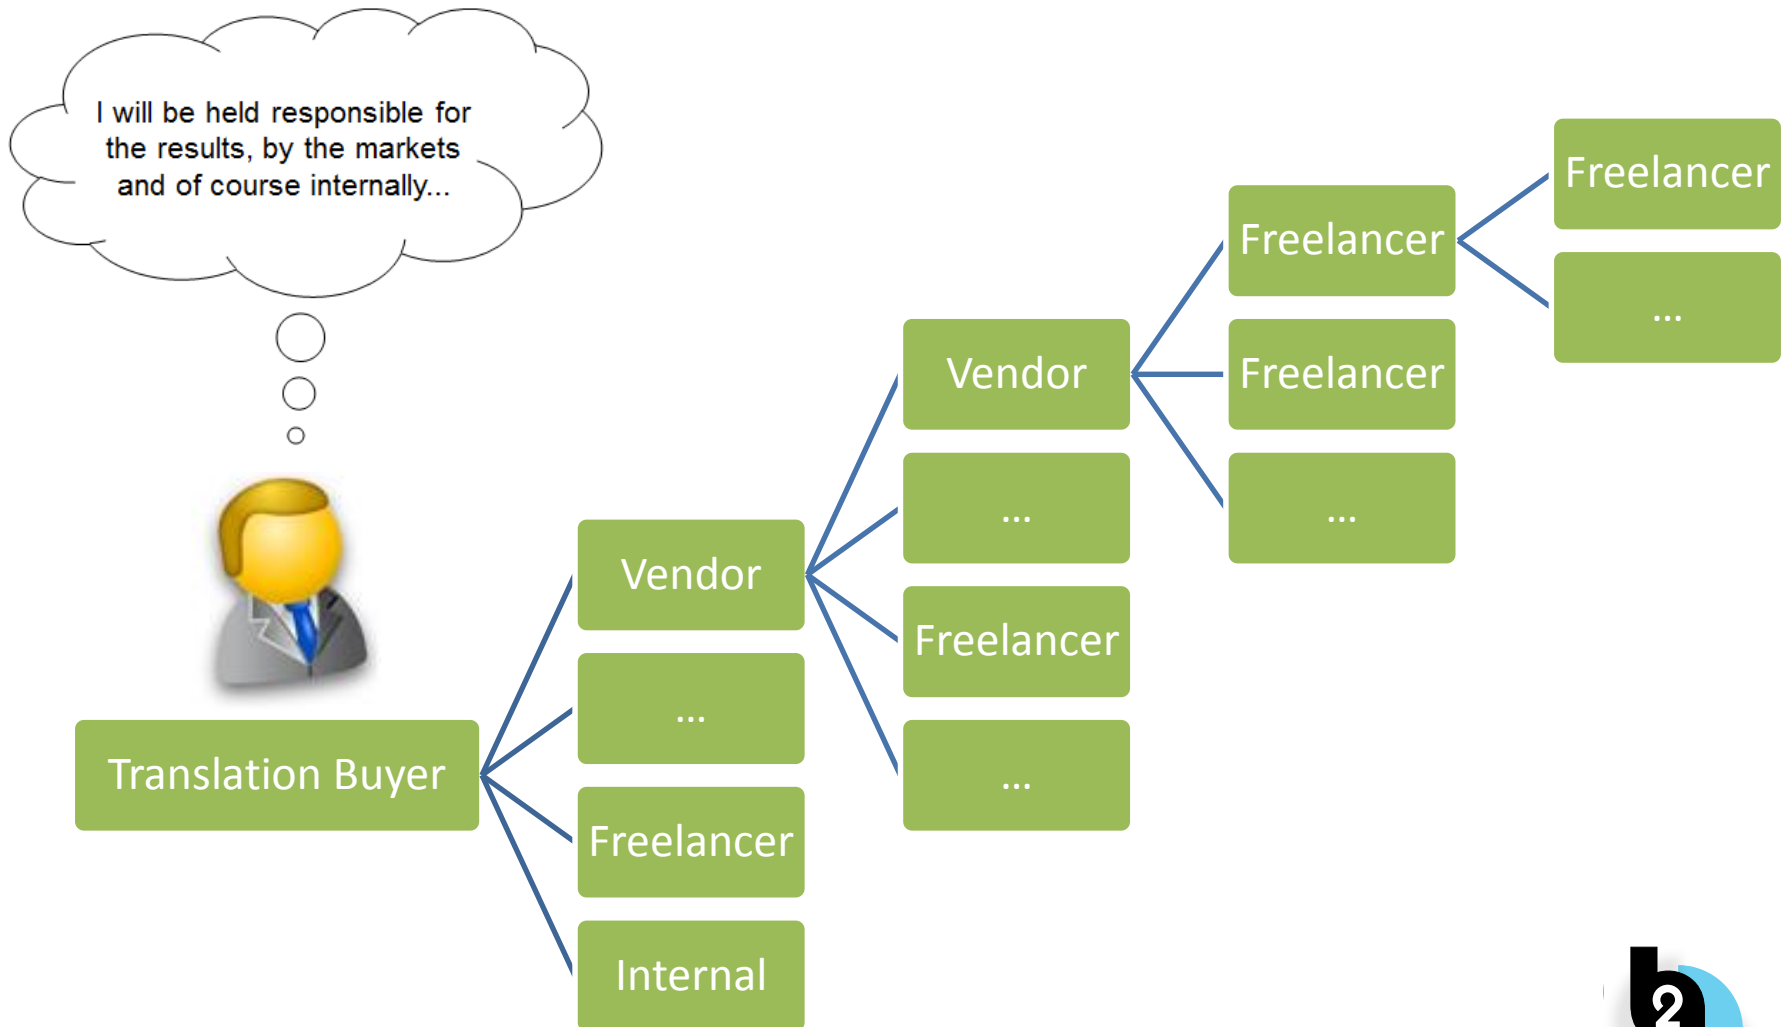 I will be held responsible for
the results, by the markets
and of course internally...
Translation Buyer
Vendor
...
Freelancer
Internal
Vendor
...
Freelancer
...
Freelancer
Freelancer
...
Freelancer
...
b
2